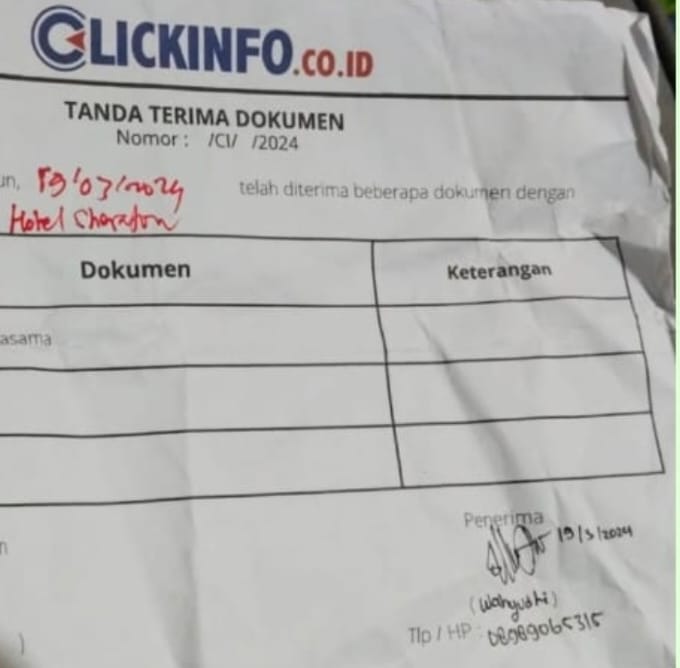 CLICKINFO.CO.ID
TANDA TERIMA DOKUMEN
Nomor : /CI/ /2024
un, 19/03/2024 telah diterima beberapa dokumen dengan
Hotel Sheraton
Dokumen Keterangan
asama
Penerima
n
19/3/2024
(Wahyushi)
)
Tlp / HP : 08989065315